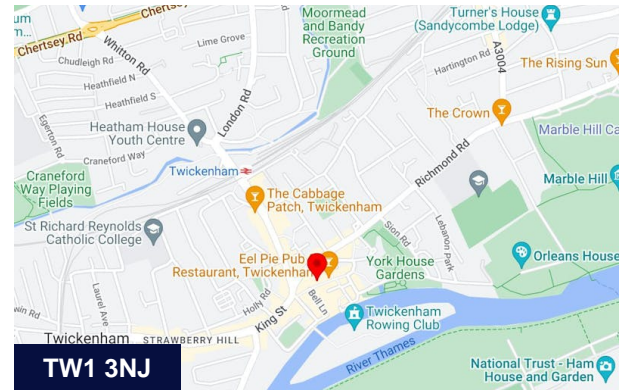 um
m...
Chertsey Rd
Chertsey Rd
Whitton Rd
Lime Grove
Moormead
and Bandy
Recreation
Ground
Turner's House
(Sandycombe Lodge)
A3004
Chudleigh Rd
Heathfield N
Heathfield S
London Rd
Hartington Rd
The Rising Sun
Egerton Rd
Heatham House
Youth Centre
The Crown
Craneford Way
Marble Hill Ca
Richmond Rd
Craneford
Way Playing
Fields
Twickenham
Marble Hill
The Cabbage
Patch, Twickenham
St Richard Reynolds
Catholic College
Sion Rd
Lebanon Park
Eel Pie Pub
Restaurant, Twickenham
York House
Gardens
Orleans House
Laurel Ave
win Rd
Holly Rd
Bell Ln
King St
Twickenham
Rowing Club
Twickenham
STRAWBERRY HILL
River Thames
National Trust - Ham
House and Garden
TW1 3NJ